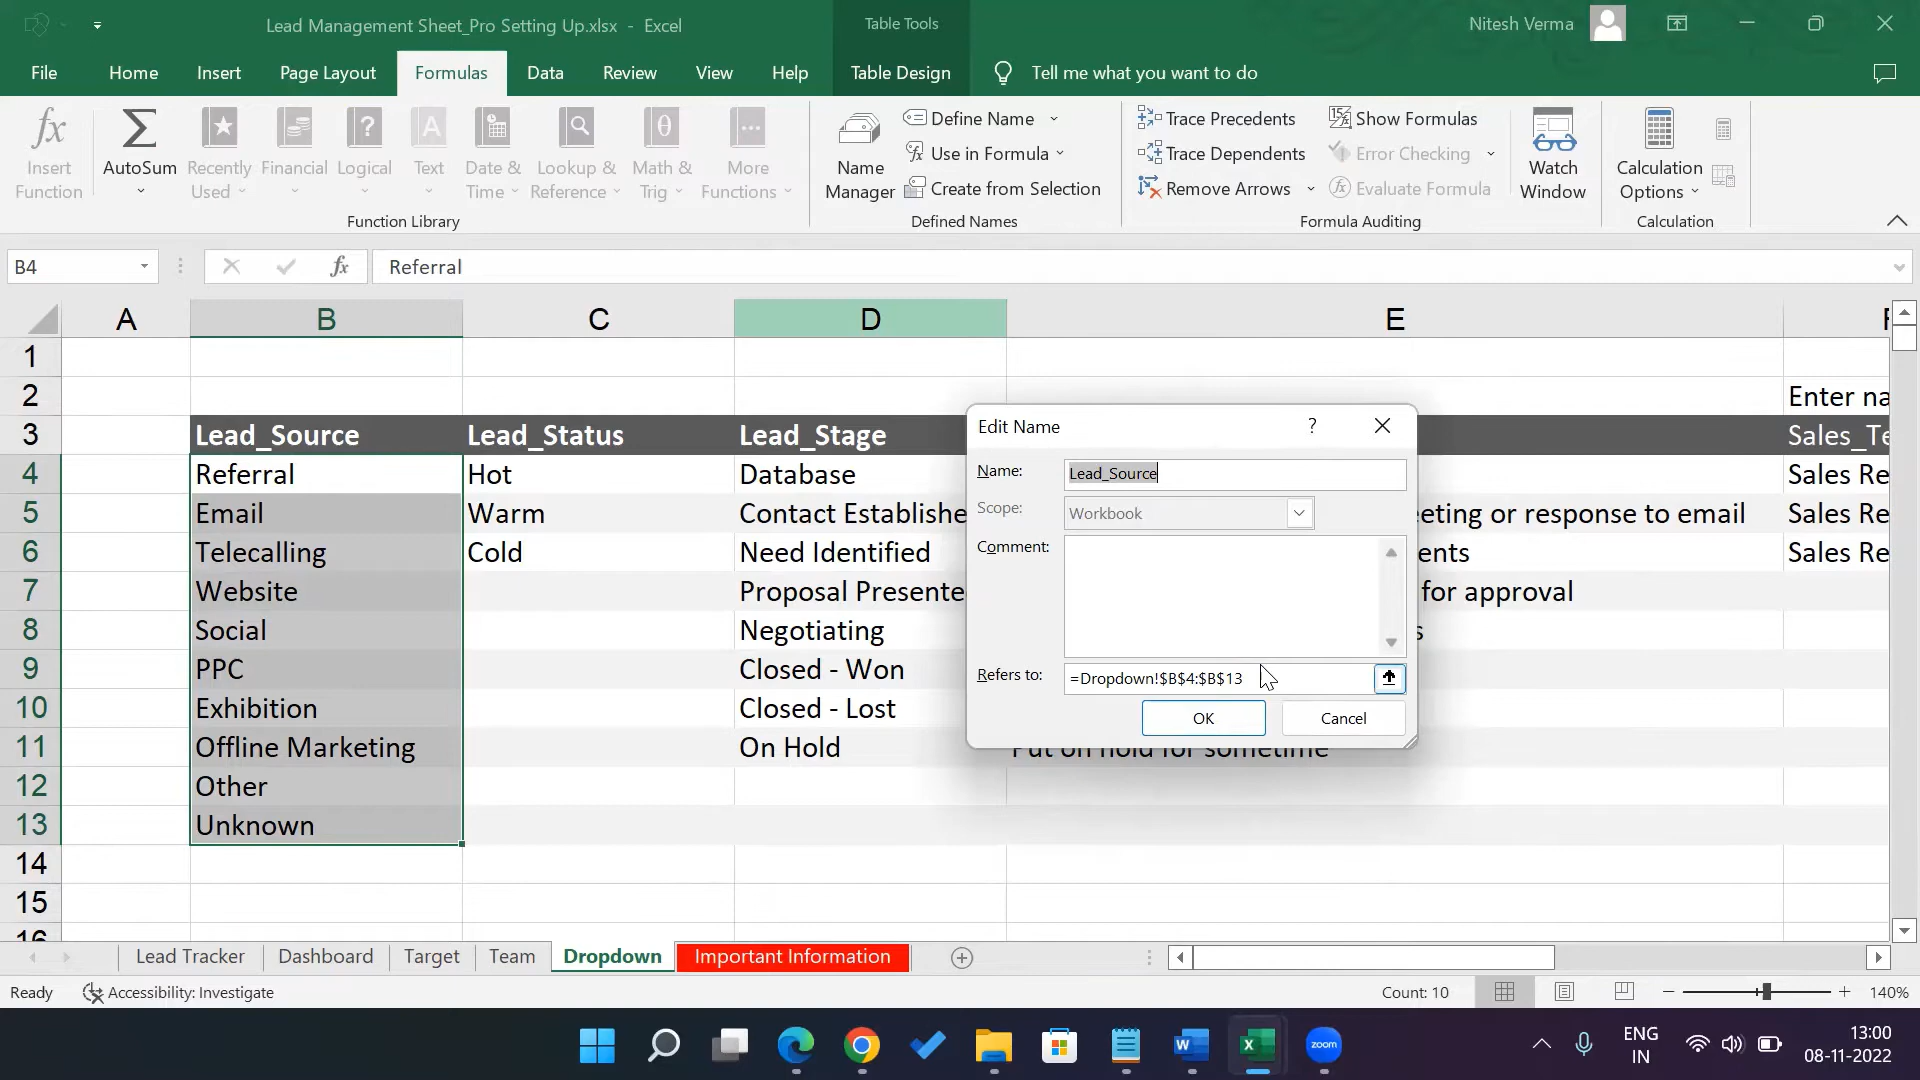 Lead Management Sheet_Pro Setting Up.xlsx - Excel
Table Tools
Nitesh Verma
File
Home
Insert
Page Layout
Formulas
Data
Review
View
Help
Table Design
Tell me what you want to do
Insert Function
AutoSum
Recently Used
Financial
Logical
Text
Date & Time
Lookup & Reference
Math & Trig
More Functions
Function Library
Name Manager
Define Name
Use in Formula
Create from Selection
Defined Names
Trace Precedents
Trace Dependents
Remove Arrows
Show Formulas
Error Checking
Evaluate Formula
Formula Auditing
Watch Window
Calculation Options
Calculation
B4
fx
Referral
A B C D E
1
2 Enter na
3 Lead_Source Lead_Status Lead_Stage Sales_Te
4 Referral Hot Database Sales Re
5 Email Warm Contact Establishe eeting or response to email Sales Re
6 Telecalling Cold Need Identified ents Sales Re
7 Website Proposal Presente for approval
8 Social Negotiating s
9 PPC Closed - Won
10 Exhibition Closed - Lost
11 Offline Marketing On Hold Put on hold for sometime
12 Other
13 Unknown
14
15
16
Edit Name ?
Name: Lead_Source
Scope: Workbook
Comment:
Refers to: =Dropdown!$B$4:$B$13
OK Cancel
Lead Tracker Dashboard Target Team Dropdown Important Information
Ready Accessibility: Investigate Count: 10 140%
zoom
ENG
IN
13:00
08-11-2022